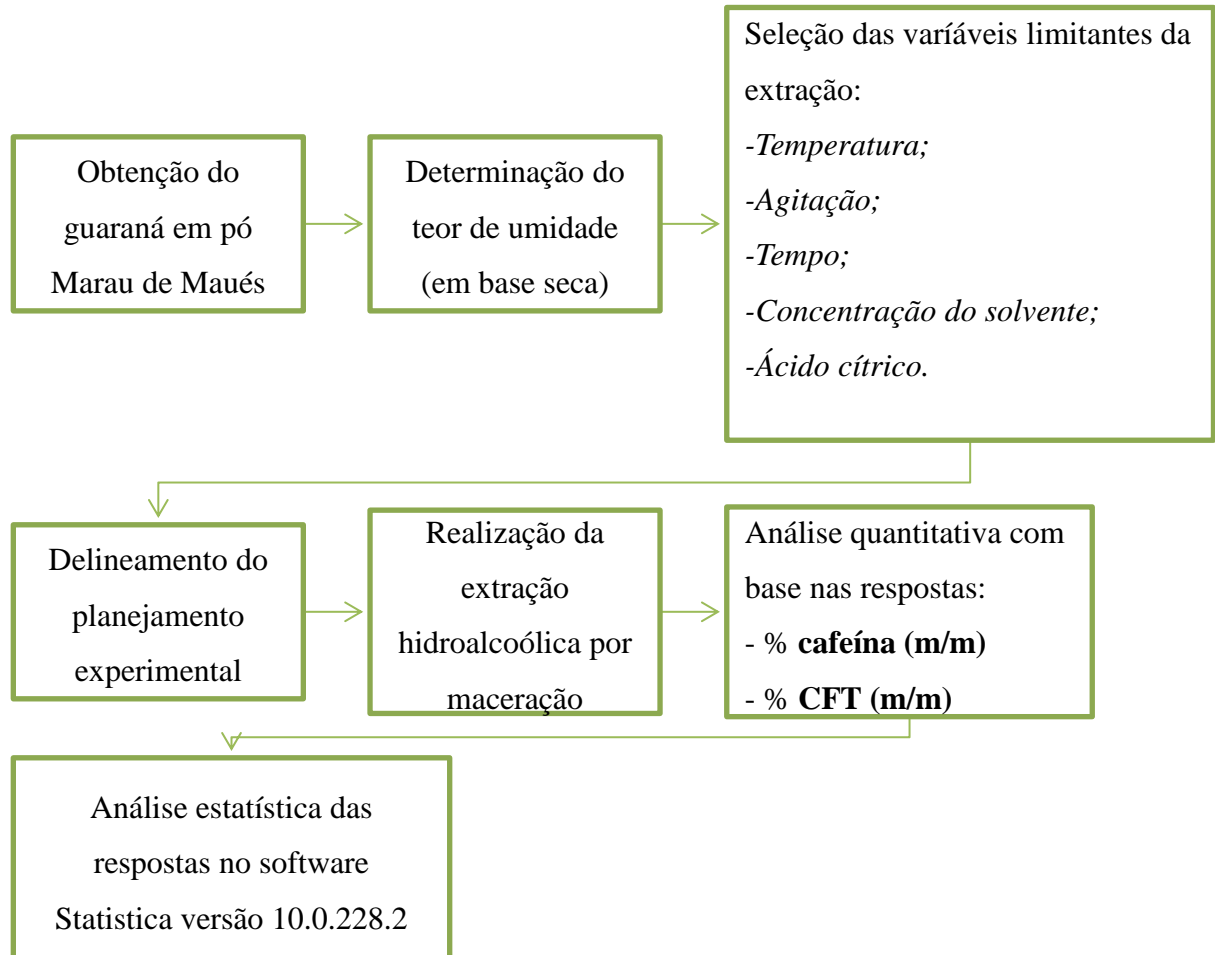 Obtenção do
guaraná em pó
Marau de Maués
Determinação do
teor de umidade
(em base seca)
Seleção das varíáveis limitantes da
extração:
-Temperatura;
-Agitação;
-Tempo;
-Concentração do solvente;
-Ácido cítrico.
Delineamento do
planejamento
experimental
Realização da
extração
hidroalcoólica por
maceração
Análise quantitativa com
base nas respostas:
- % cafeína (m/m)
- % CFT (m/m)
Análise estatística das
respostas no software
Statistica versão 10.0.228.2